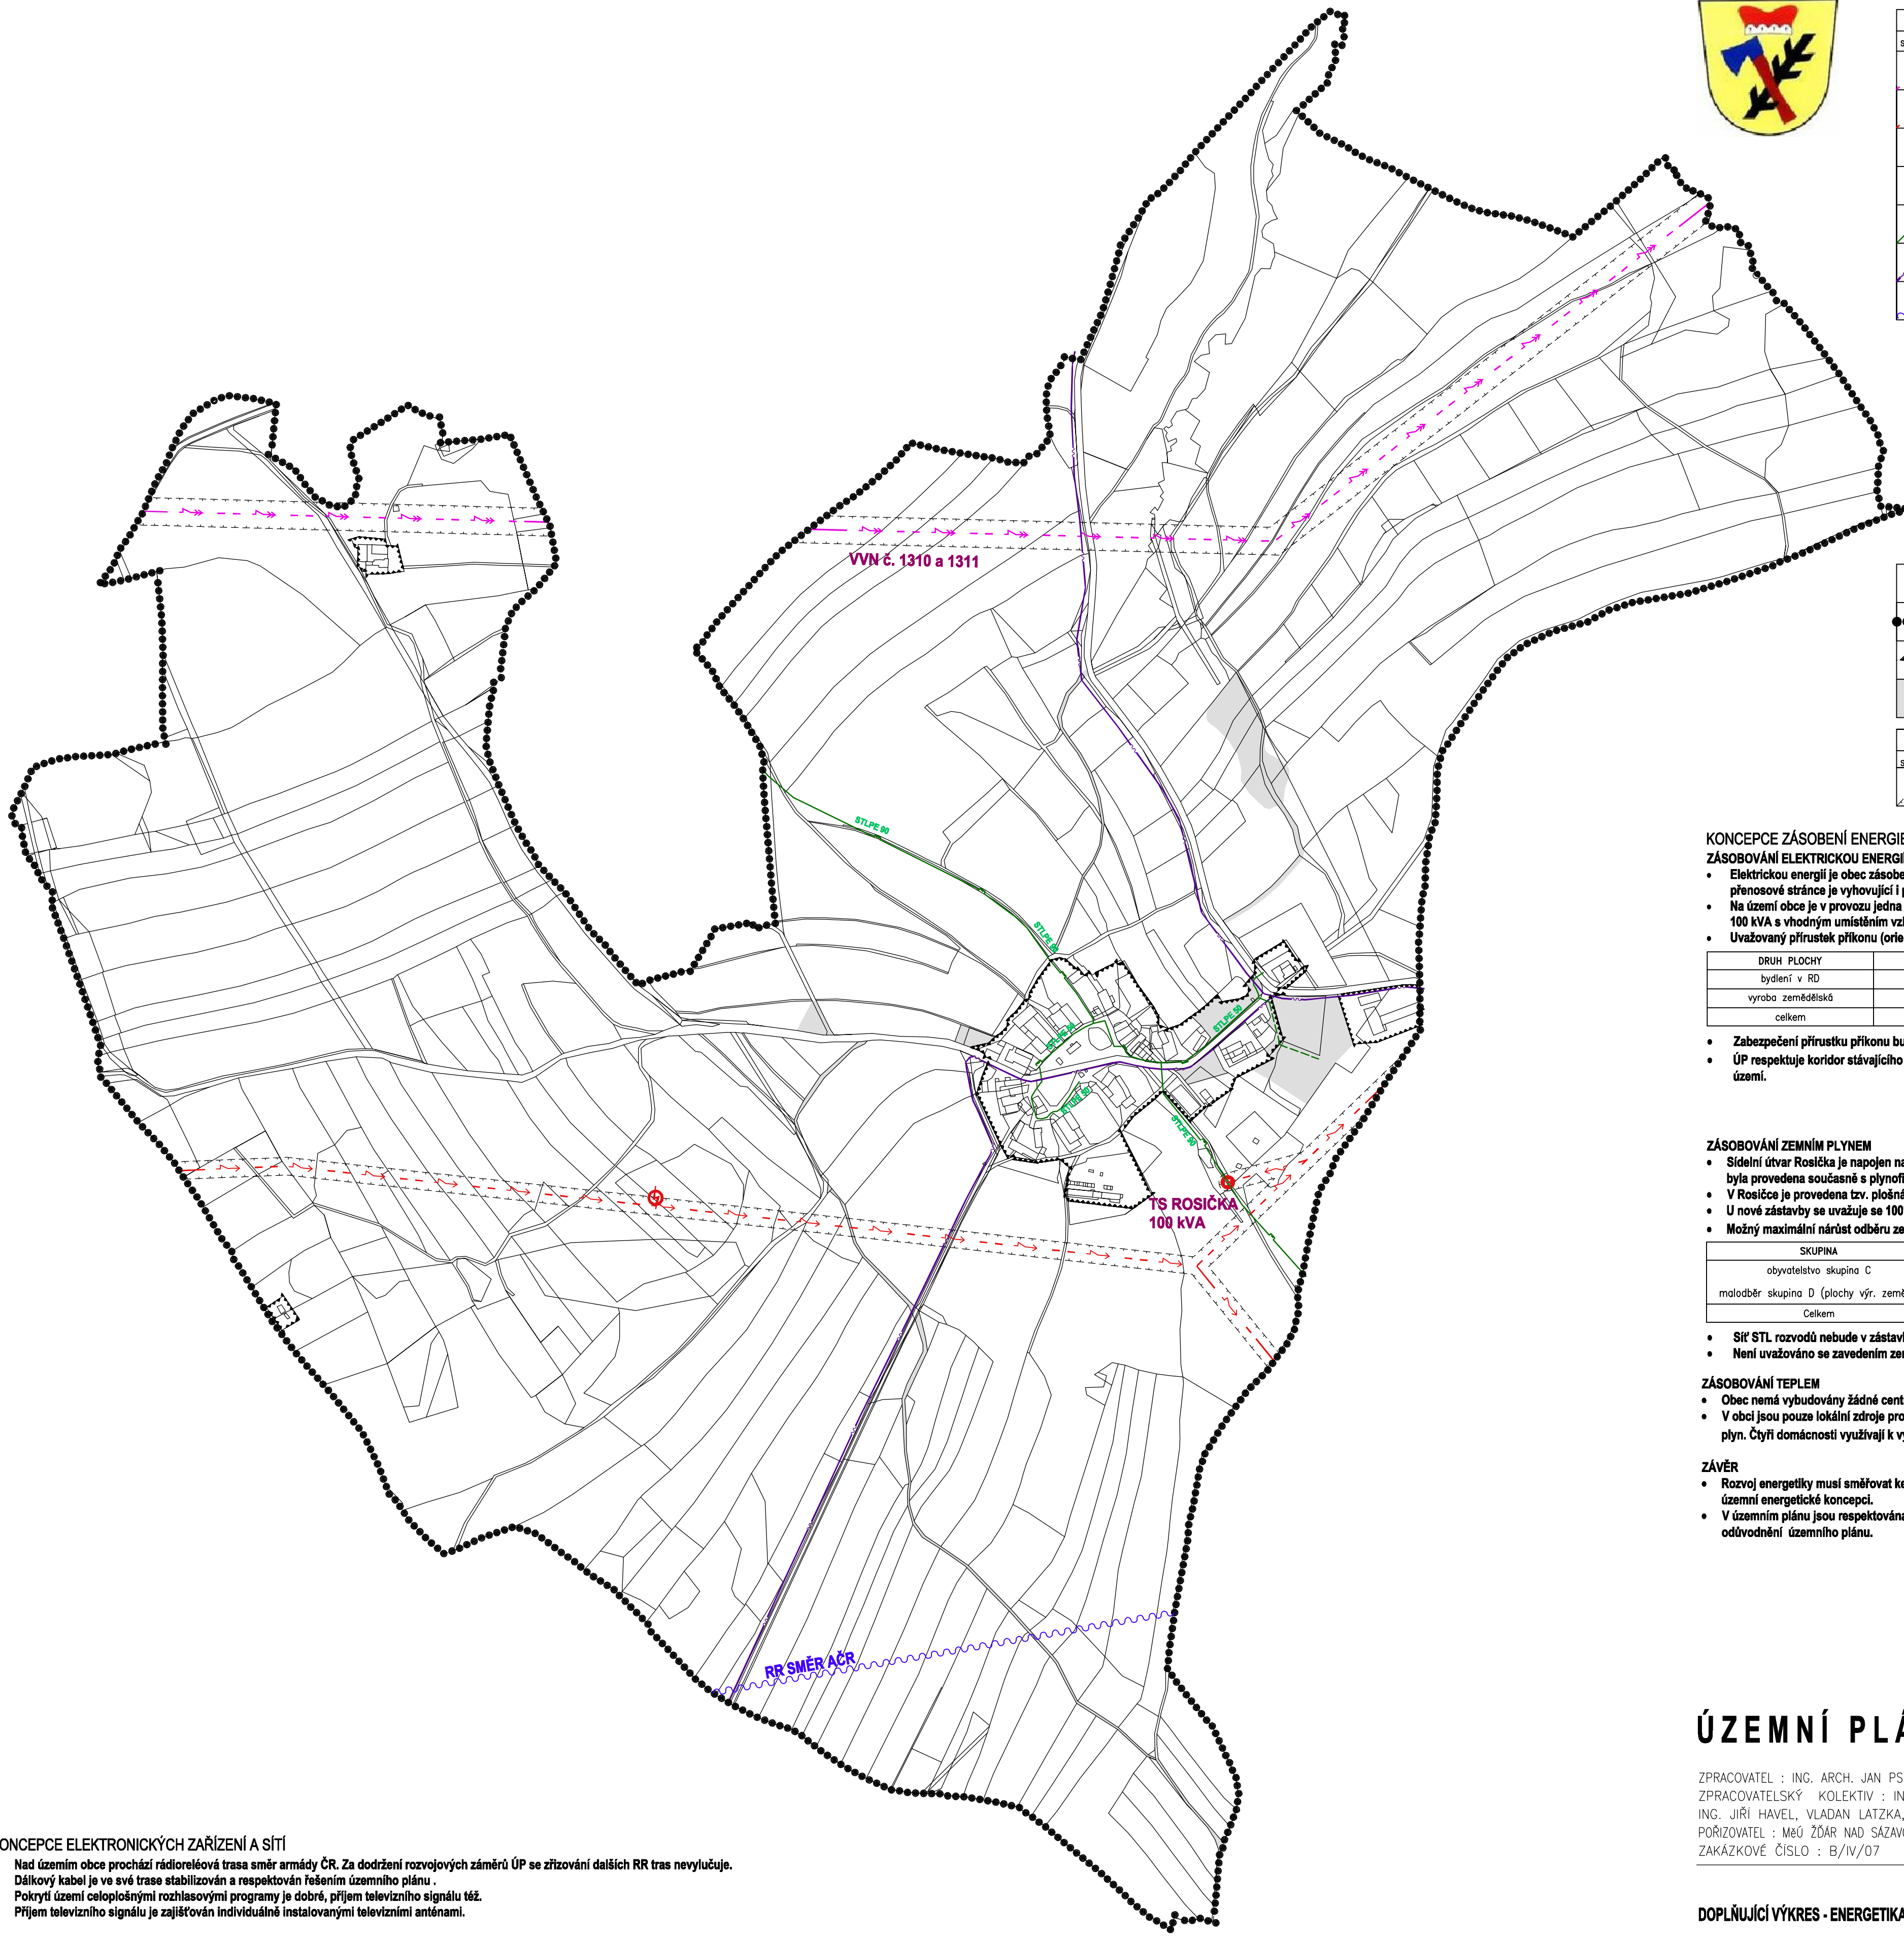 VVN č. 1310 a 1311
STLPE 90
STLPE 90
STLPE 50
STLPE 50
STLPE 90
TS ROSIČKA
100 kVA
RR SMĚR AČR
KONCEPCE ZÁSOBENÍ ENERGIE
ZÁSOBOVÁNÍ ELEKTRICKOU ENERGI
• Elektrickou energií je obec zásobe
přenosové stránce je vyhovující i p
• Na území obce je v provozu jedna
100 kVA s vhodným umístěním vz
• Uvažovaný přírustek příkonu (orie
DRUH PLOCHY
bydlení v RD
vyroba zemědělská
celkem
• Zabezpečení přírustku příkonu bu
• ÚP respektuje koridor stávajícího
území.
ZÁSOBOVÁNÍ ZEMNÍM PLYNEM
• Sídelní útvar Rosička je napojen na
byla provedena současně s plynofi
• V Rosičce je provedena tzv. plošná
• U nové zástavby se uvažuje se 100
• Možný maximální nárůst odběru ze
SKUPINA
obyvatelstvo skupina C
malodběr skupina D (plochy výr. země
Celkem
• Síť STL rozvodů nebude v zástavb
• Není uvažováno se zavedením zem
ZÁSOBOVÁNÍ TEPLEM
• Obec nemá vybudovány žádné cent
• V obci jsou pouze lokální zdroje pro
plyn. Čtyři domácnosti využívají k vy
ZÁVĚR
• Rozvoj energetiky musí směřovat ke
územní energetické koncepci.
• V územním plánu jsou respektována
odůvodnění územního plánu.
ÚZEMNÍ PLÁ
ZPRACOVATEL : ING. ARCH. JAN PS
ZPRACOVATELSKÝ KOLEKTIV : IN
ING. JIŘÍ HAVEL, VLADAN LATZKA,
POŘIZOVATEL : MěÚ ŽĎÁR NAD SÁZAVO
ZAKÁZKOVÉ ČÍSLO : B/IV/07
DOPLŇUJÍCÍ VÝKRES - ENERGETIKA
ONCEPCE ELEKTRONICKÝCH ZAŘÍZENÍ A SÍTÍ
Nad územím obce prochází rádioreléová trasa směr armády ČR. Za dodržení rozvojových záměrů ÚP se zřizování dalších RR tras nevylučuje.
Dálkový kabel je ve své trase stabilizován a respektován řešením územního plánu .
Pokrytí území celoplošnými rozhlasovými programy je dobré, příjem televizního signálu též.
Příjem televizního signálu je zajišťován individuálně instalovanými televizními anténami.